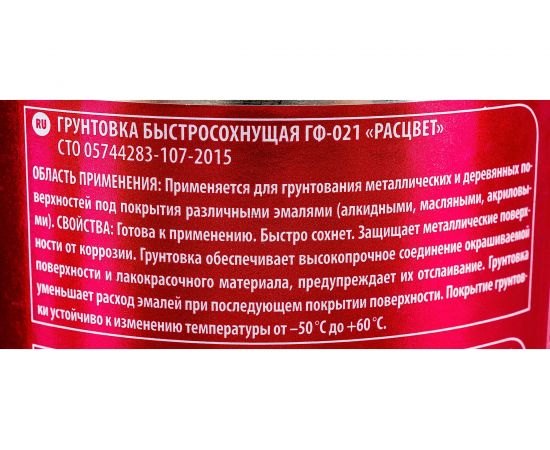 RU ГРУНТОВКА БЫСТРОСОХНУЩАЯ ГФ-021 «РАСЦВЕТ»
СТО 05744283-107-2015
ОБЛАСТЬ ПРИМЕНЕНИЯ: Применяется для грунтования металлических и деревянных по-
верхностей под покрытия различными эмалями (алкидными, масляными, акриловы-
ми). СВОЙСТВА: Готова к применению. Быстро сохнет. Защищает металлические поверх-
ности от коррозии. Грунтовка обеспечивает высокопрочное соединение окрашиваемой
поверхности и лакокрасочного материала, предупреждает их отслаивание. Грунтовка
уменьшает расход эмалей при последующем покрытии поверхности. Покрытие грунтов-
ки устойчиво к изменению температуры от –50 °С до +60 °С.